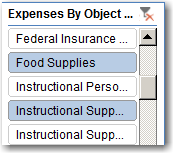 Expenses By Object ...
Federal Insurance ...
Food Supplies
Instructional Perso...
Instructional Supp...
Instructional Supp...